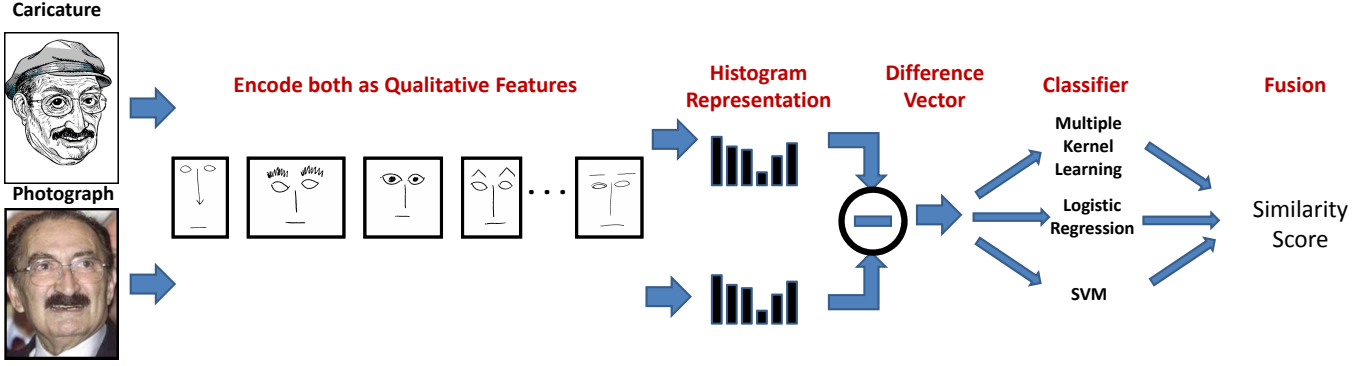 Caricature
Photograph
Encode both as Qualitative Features
. . .
Histogram
Representation
Difference
Vector
Classifier
Multiple
Kernel
Learning
Logistic
Regression
SVM
Fusion
Similarity
Score